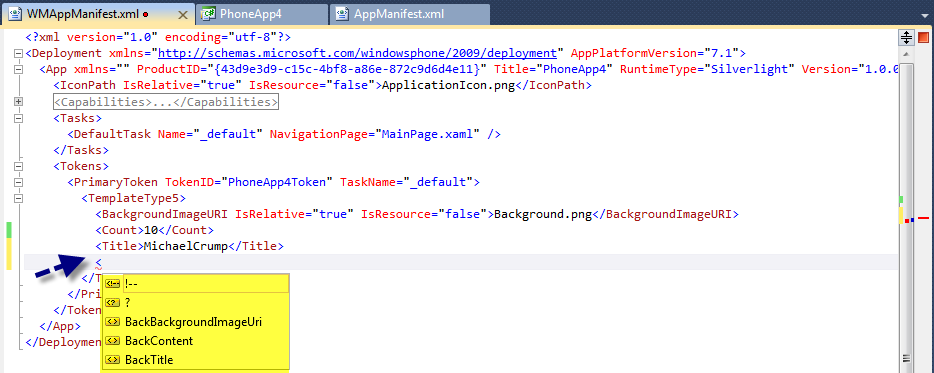 WMAppManifest.xml PhoneApp4 AppManifest.xml
<?xml version="1.0" encoding="utf-8"?>
<Deployment xmlns="http://schemas.microsoft.com/windowsphone/2009/deployment" AppPlatformVersion="7.1">
<App xmlns="" ProductID="{43d9e3d9-c15c-4bf8-a86e-872c9d6d4e11}" Title="PhoneApp4" RuntimeType="Silverlight" Version="1.0.0
<IconPath IsRelative="true" IsResource="false">ApplicationIcon.png</IconPath>
<Capabilities>...</Capabilities>
<Tasks>
<DefaultTask Name="_default" NavigationPage="MainPage.xaml" />
</Tasks>
<Tokens>
<PrimaryToken TokenID="PhoneApp4Token" TaskName="_default">
<TemplateType5>
<BackgroundImageURI IsRelative="true" IsResource="false">Background.png</BackgroundImageURI>
<Count>10</Count>
<Title>MichaelCrump</Title>
<
</T
</Pri
</Token
</App>
</Deploymen
!--
?
BackBackgroundImageUri
BackContent
BackTitle